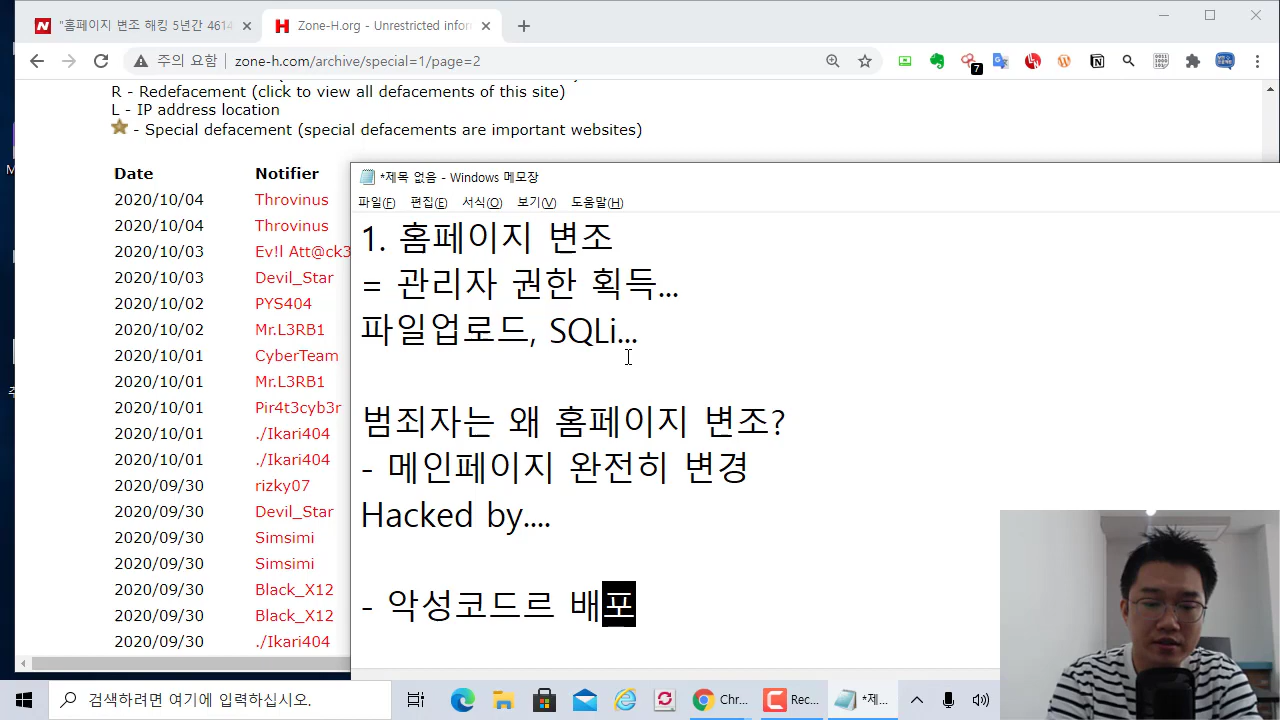 "홈페이지 변조 해킹 5년간 4614
Zone-H.org - Unrestricted infor
주의 요함
zone-h.com/archive/special=1/page=2
7
R - Redefacement (click to view all defacements of this site)
L - IP address location
- Special defacement (special defacements are important websites)
Date Notifier
2020/10/04 Throvinus
2020/10/04 Throvinus
2020/10/03 Ev!l Att@ck3
2020/10/03 Devil_Star
2020/10/02 PYS404
2020/10/02 Mr.L3RB1
2020/10/01 CyberTeam
2020/10/01 Mr.L3RB1
2020/10/01 Pir4t3cyb3r
2020/10/01 ./Ikari404
2020/10/01 ./Ikari404
2020/09/30 rizky07
2020/09/30 Devil_Star
2020/09/30 Simsimi
2020/09/30 Simsimi
2020/09/30 Black_X12
2020/09/30 Black_X12
2020/09/30 ./Ikari404
*제목 없음 - Windows 메모장
파일(F) 편집(E) 서식(O) 보기(V) 도움말(H)
1. 홈페이지 변조
= 관리자 권한 획득...
파일업로드, SQLi...
범죄자는 왜 홈페이지 변조?
- 메인페이지 완전히 변경
Hacked by....
- 악성코드르 배포
검색하려면 여기에 입력하십시오.
Chr...
Rec...
*제...